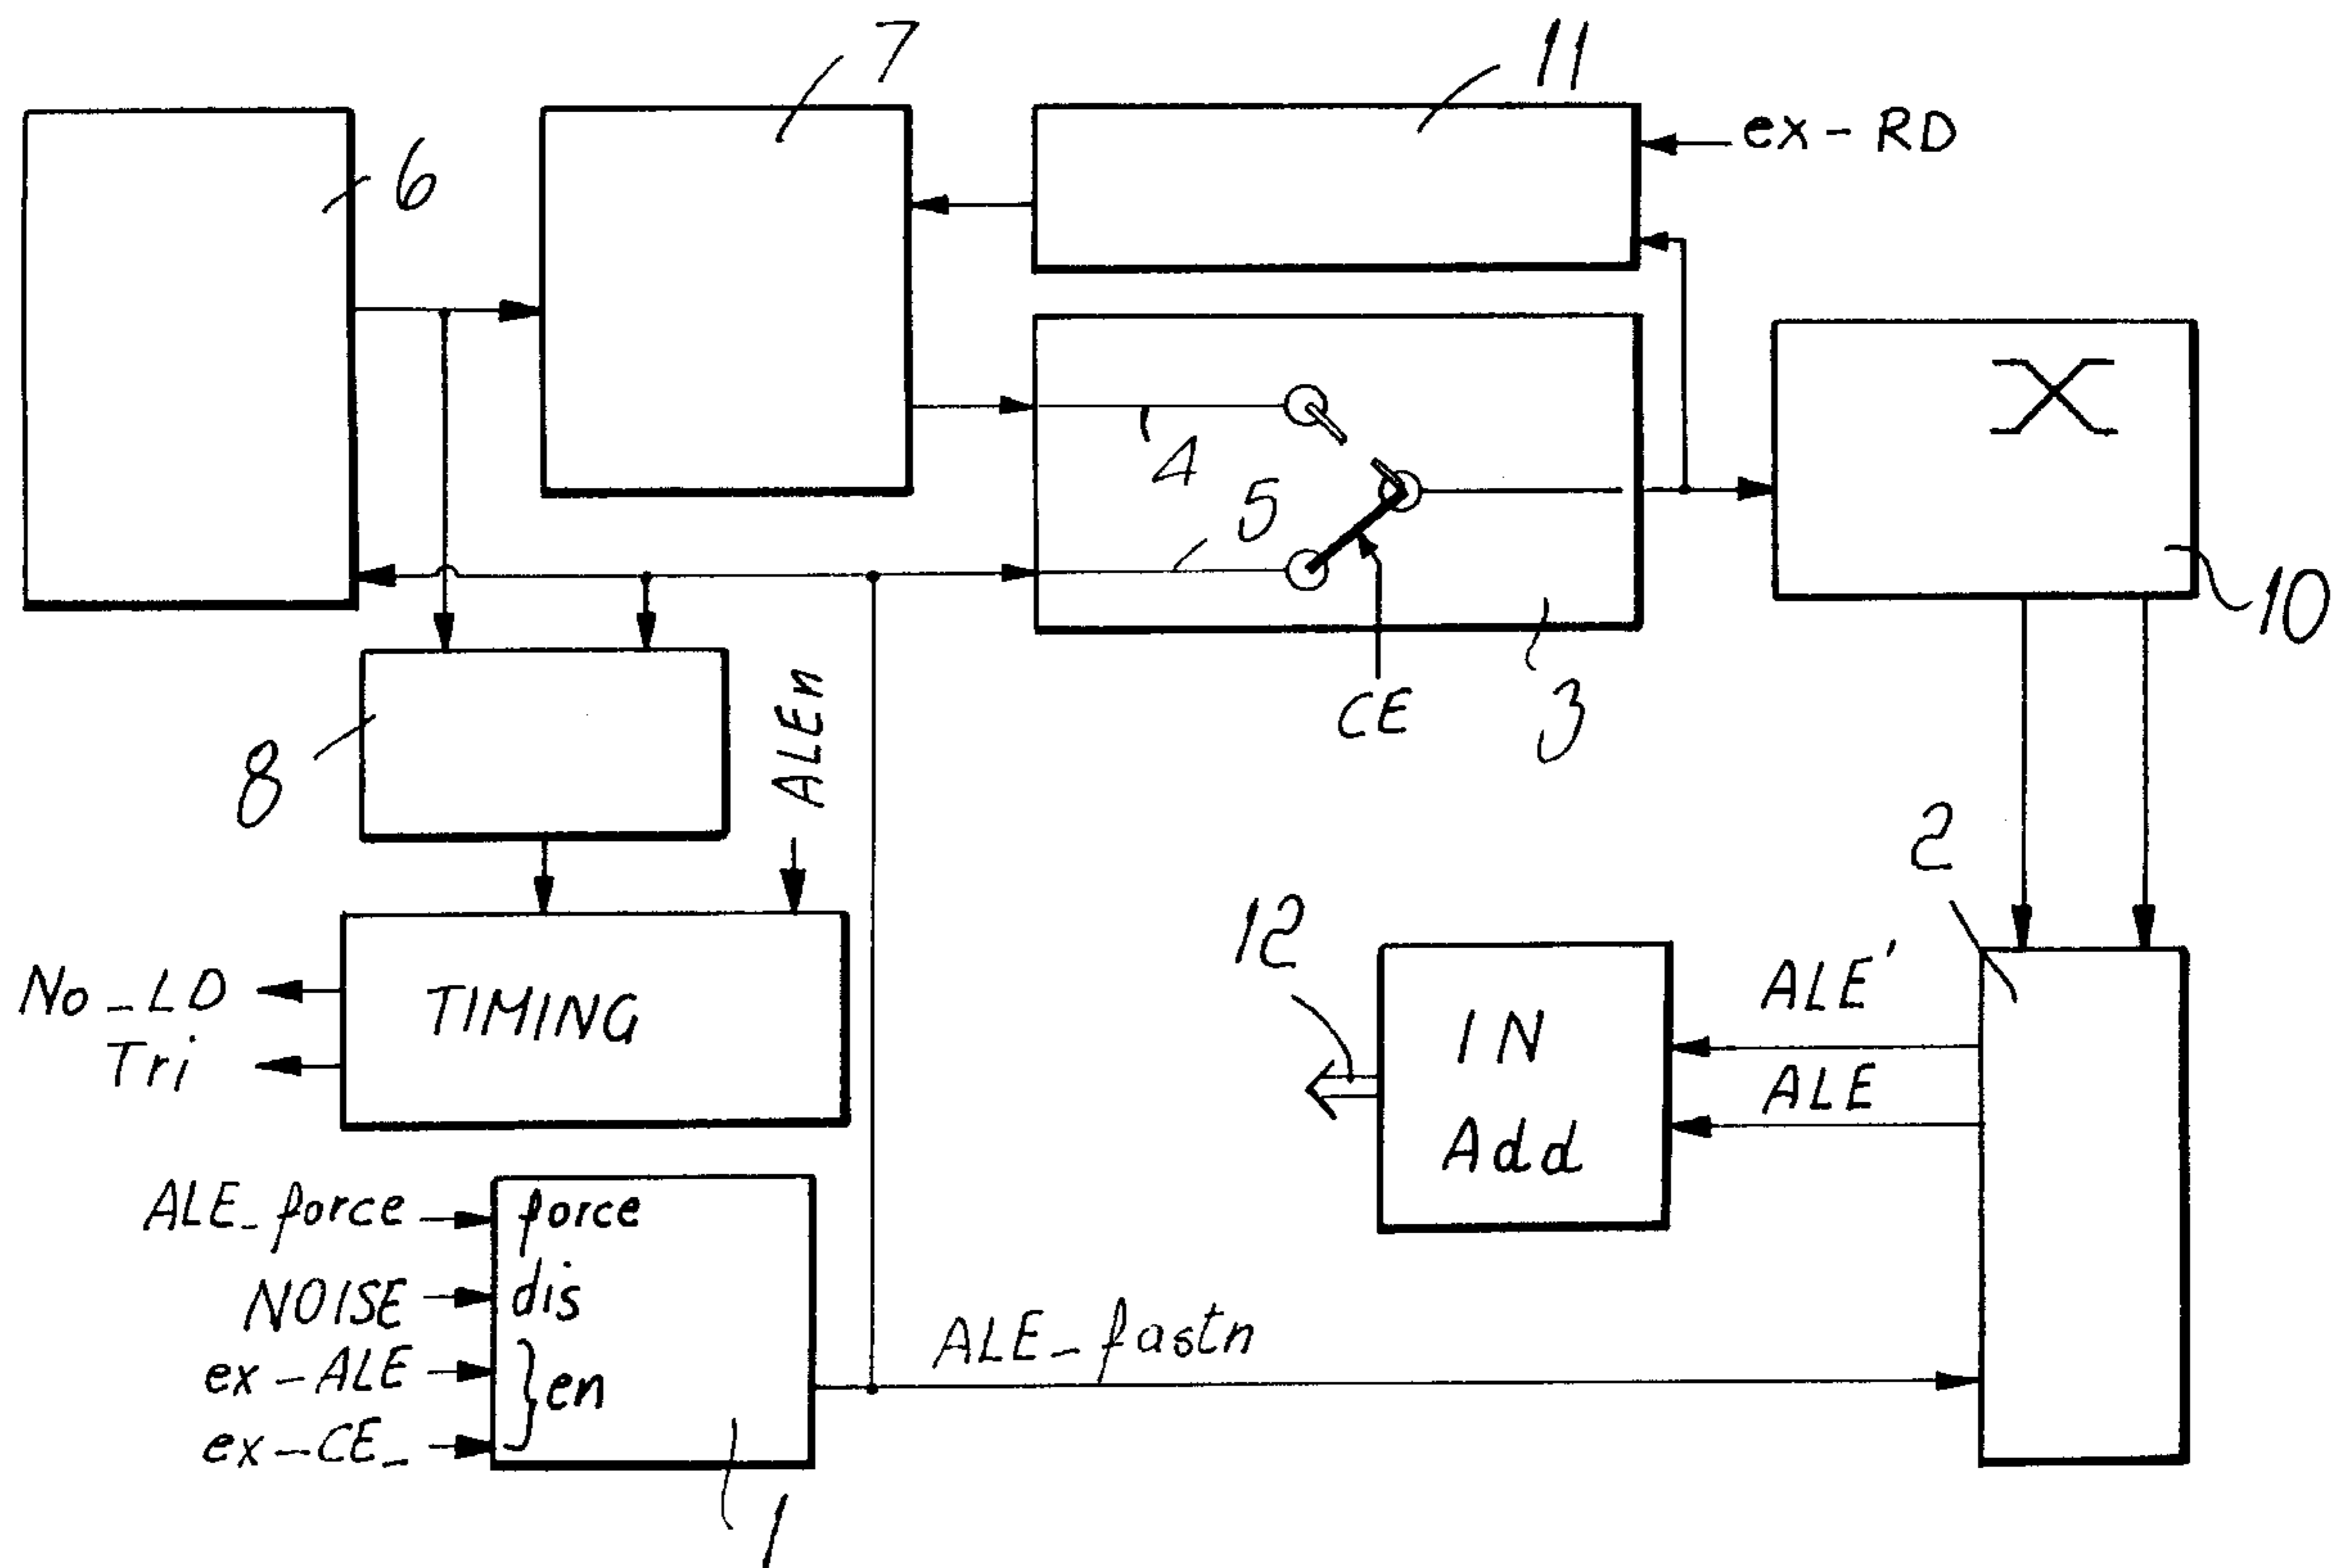 7
11
6
ex-RD
4
5
10
CE
3
8
ALEn
2
12
No_LD
Tri
TIMING
IN
Add
ALE'
ALE
ALE_force
force
NOISE
dis
ex-ALE
en
ex-CE_
ALE_fastn
1